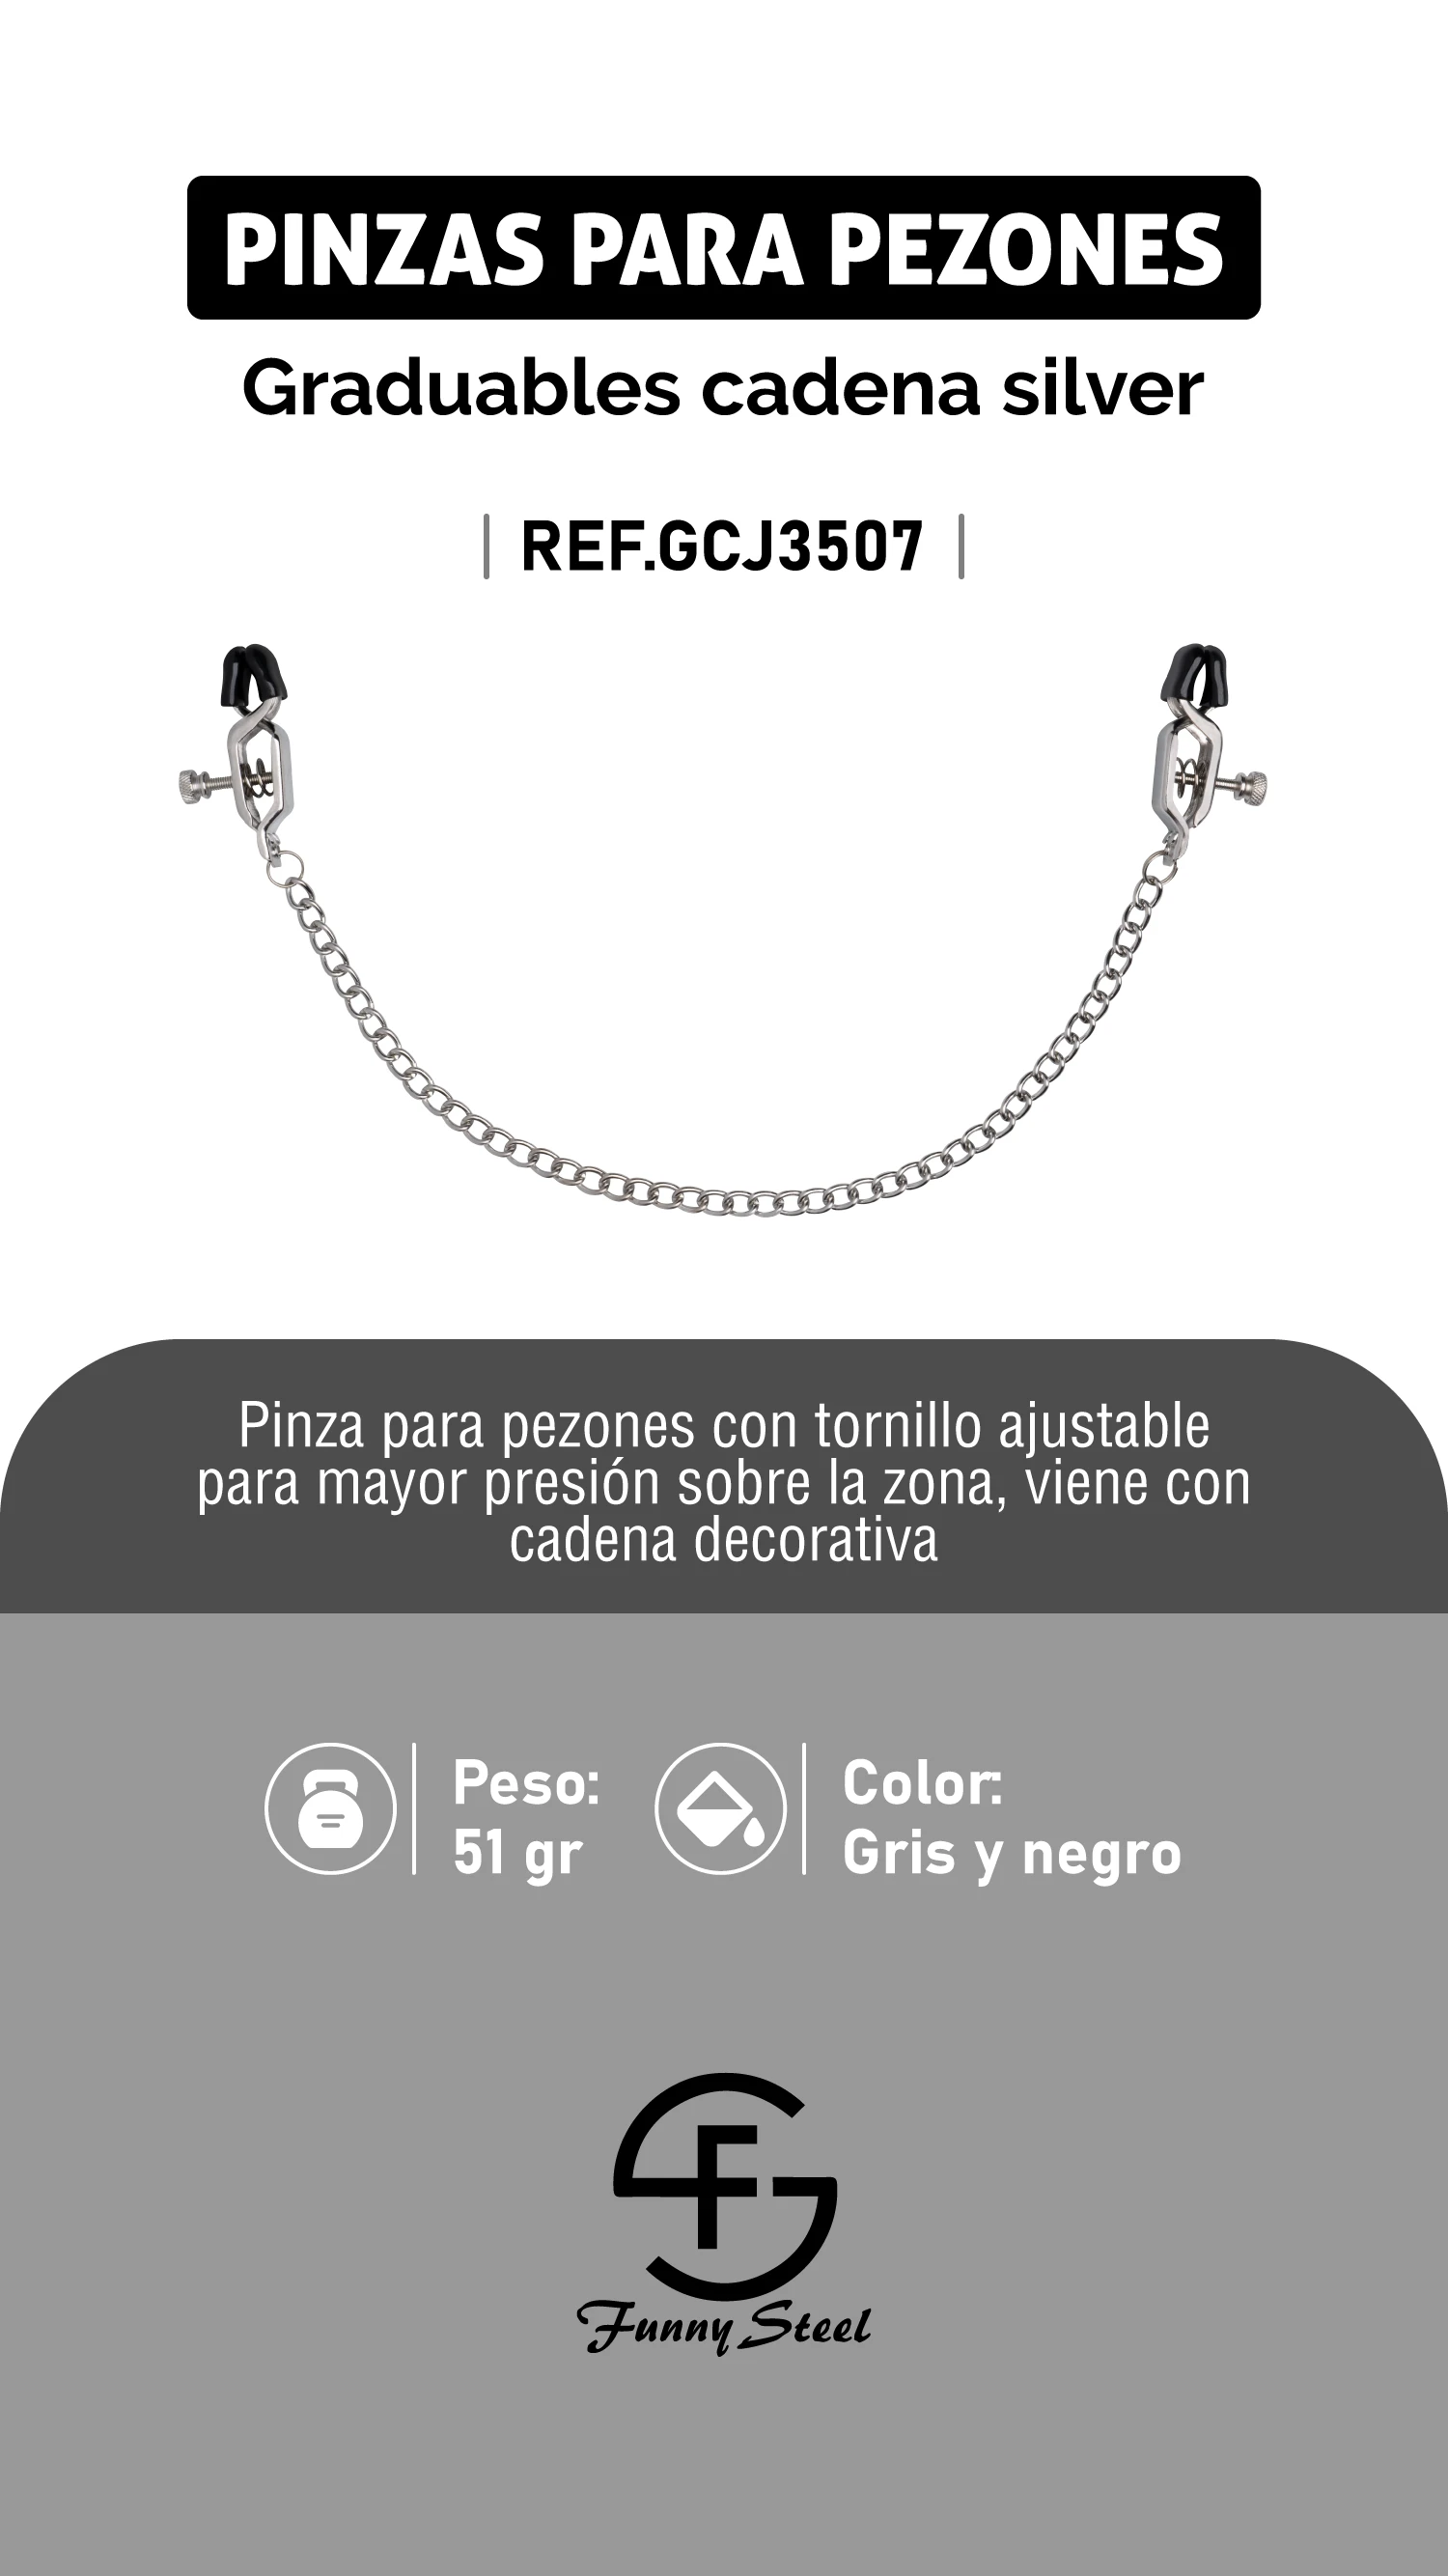 PINZAS PARA PEZONES
Graduables cadena silver
REF.GCJ3507
Pinza para pezones con tornillo ajustable
para mayor presión sobre la zona, viene con
cadena decorativa
Peso:
51 gr
Color:
Gris y negro
SF
Funny Steel